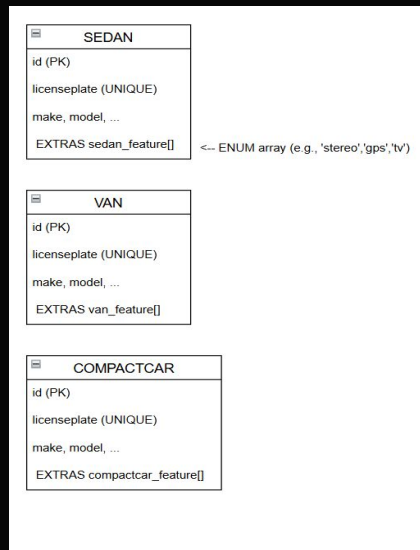 SEDAN
id (PK)
licenseplate (UNIQUE)
make, model, ...
EXTRAS sedan_feature[] <-- ENUM array (e.g., 'stereo','gps','tv')
VAN
id (PK)
licenseplate (UNIQUE)
make, model, ...
EXTRAS van_feature[]
COMPACTCAR
id (PK)
licenseplate (UNIQUE)
make, model, ...
EXTRAS compactcar_feature[]